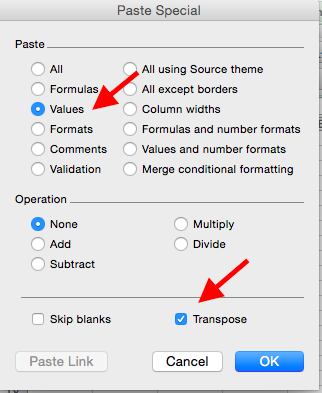 Paste Special
Paste
All
All using Source theme
Formulas
All except borders
Values
Column widths
Formats
Formulas and number formats
Comments
Values and number formats
Validation
Merge conditional formatting
Operation
None
Multiply
Add
Divide
Subtract
Skip blanks
Transpose
Paste Link
Cancel
OK